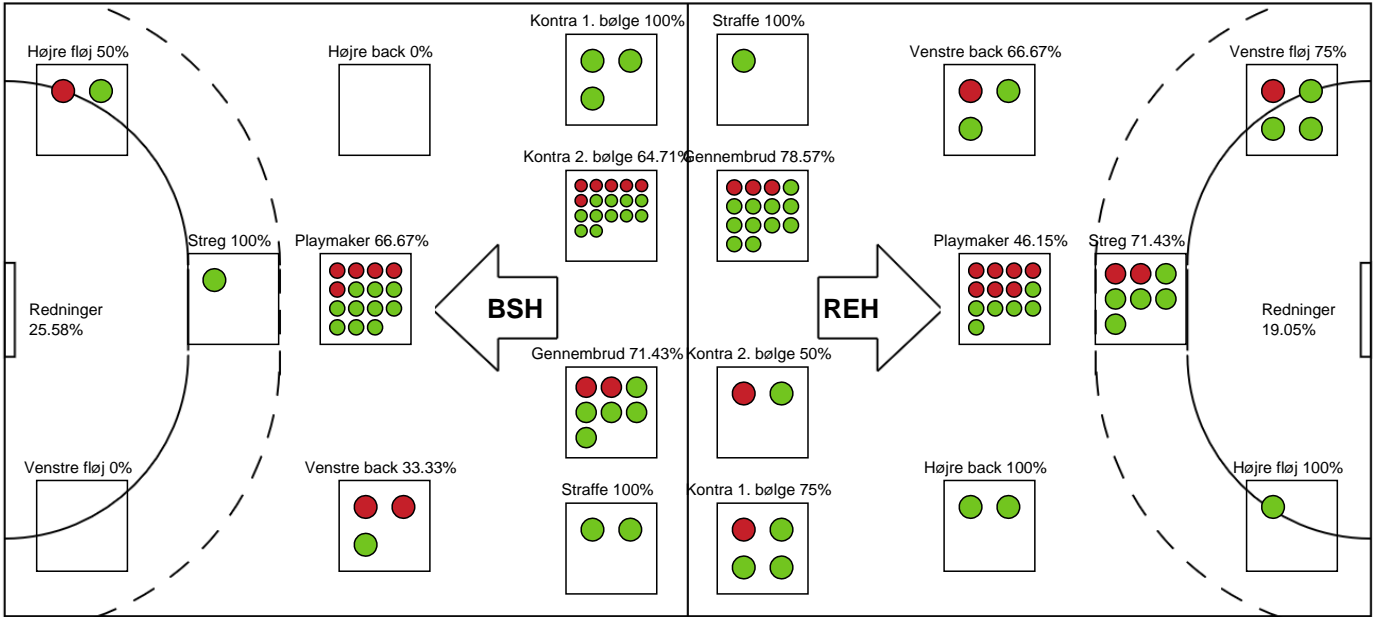 Kontra 1. bølge 100%
Straffe 100%
Højre fløj 50%
Højre back 0%
Venstre back 66.67%
Venstre fløj 75%
Kontra 2. bølge 64.71%
Gennembrud 78.57%
Streg 100%
Playmaker 66.67%
Playmaker 46.15%
Streg 71.43%
Redninger
25.58%
BSH
REH
Redninger
19.05%
Gennembrud 71.43%
Kontra 2. bølge 50%
Venstre fløj 0%
Venstre back 33.33%
Højre back 100%
Højre fløj 100%
Straffe 100%
Kontra 1. bølge 75%